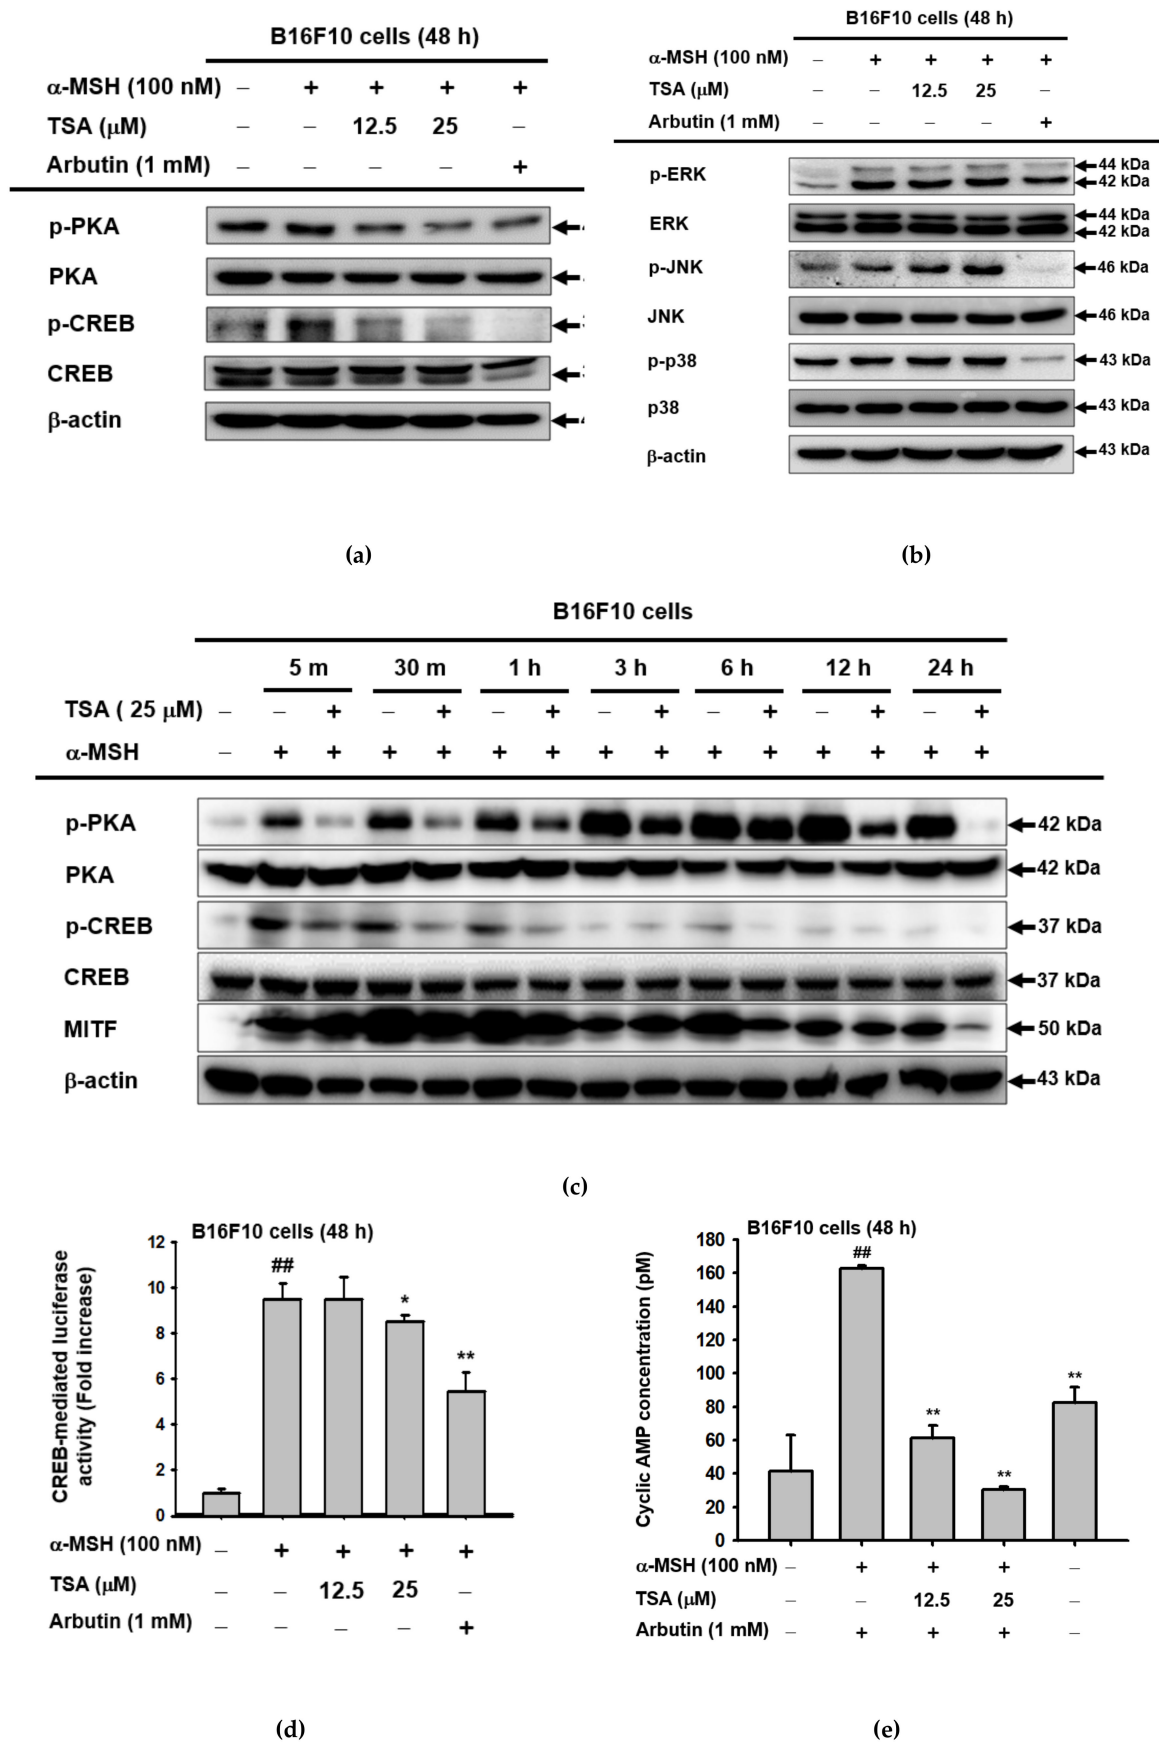 B16F10 cells (48 h)
α-MSH (100 nM) – + + + +
TSA (μM) – – 12.5 25 –
Arbutin (1 mM) – – – – +
p-PKA
PKA
p-CREB
CREB
β-actin
(a)
B16F10 cells (48 h)
α-MSH (100 nM) – + + + +
TSA (μM) – – 12.5 25 –
Arbutin (1 mM) – – – – +
p-ERK 44 kDa
42 kDa
ERK 44 kDa
42 kDa
p-JNK 46 kDa
JNK 46 kDa
p-p38 43 kDa
p38 43 kDa
β-actin 43 kDa
(b)
B16F10 cells
5 m 30 m 1 h 3 h 6 h 12 h 24 h
TSA ( 25 μM) – – + – + – + – + – + – + – +
α-MSH – + + + + + + + + + + + + + +
p-PKA 42 kDa
PKA 42 kDa
p-CREB 37 kDa
CREB 37 kDa
MITF 50 kDa
β-actin 43 kDa
(c)
B16F10 cells (48 h)
CREB-mediated luciferase
activity (Fold increase)
12
10
8
6
4
2
0
##
*
**
α-MSH (100 nM) – + + + +
TSA (μM) – – 12.5 25 –
Arbutin (1 mM) – – – – +
(d)
B16F10 cells (48 h)
Cyclic AMP concentration (pM)
180
160
140
120
100
80
60
40
20
0
##
**
**
**
α-MSH (100 nM) – + + + –
TSA (μM) – – 12.5 25 –
Arbutin (1 mM) – + + + –
(e)